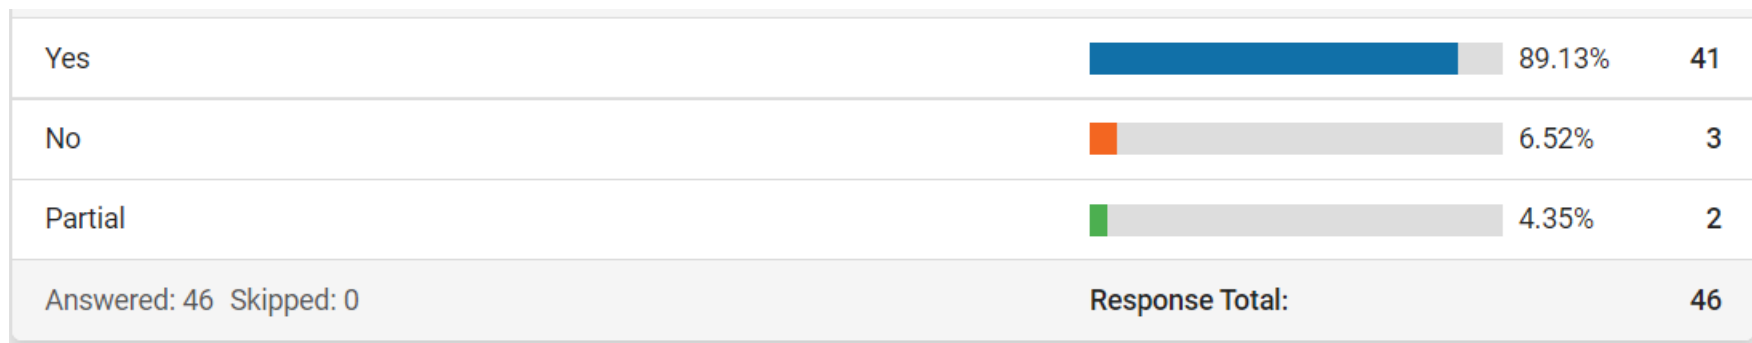 Yes 89.13% 41
No 6.52% 3
Partial 4.35% 2
Answered: 46 Skipped: 0 Response Total: 46